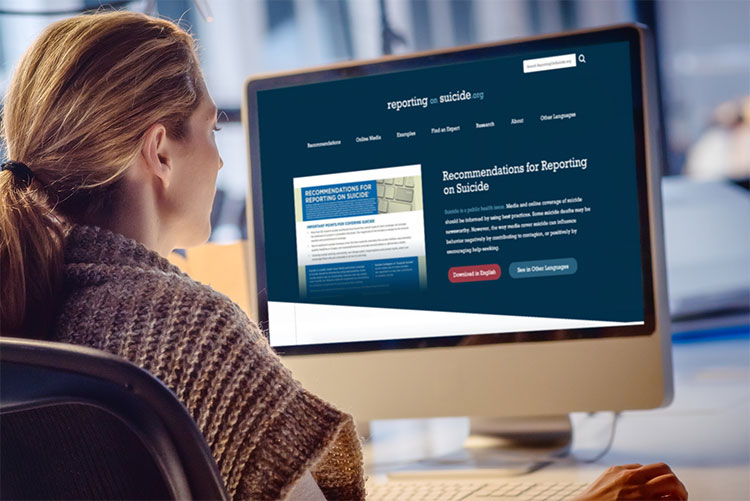 Search ReportingOnSuicide.org
reporting on suicide.org
Recommendations
Online Media
Examples
Find an Expert
Research
About
Other Languages
RECOMMENDATIONS FOR
REPORTING ON SUICIDE
IMPORTANT POINTS FOR COVERING SUICIDE
Recommendations for Reporting
on Suicide
Suicide is a public health issue. Media and online coverage of suicide
should be informed by using best practices. Some suicide deaths may be
newsworthy. However, the way media cover suicide can influence
behavior negatively by contributing to contagion, or positively by
encouraging help-seeking.
Download in English
See in Other Languages